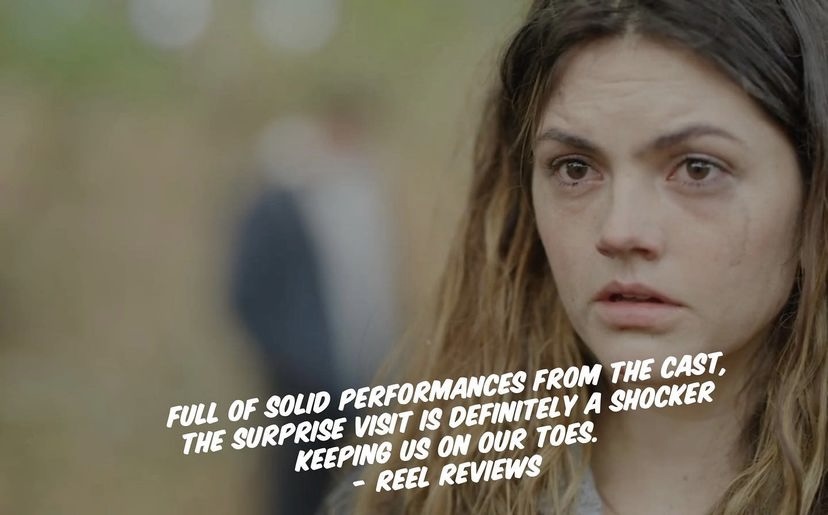 FULL OF SOLID PERFORMANCES FROM THE CAST,
THE SURPRISE VISIT IS DEFINITELY A SHOCKER
KEEPING US ON OUR TOES.
- REEL REVIEWS